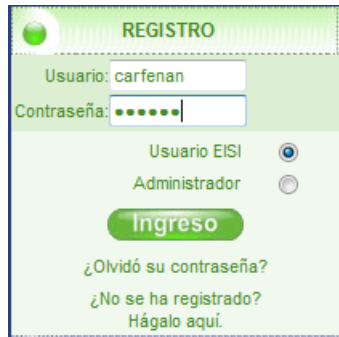 REGISTRO
Usuario: carfenan
Contraseña: ••••••
Usuario EISI
Administrador
Ingreso
¿Olvidó su contraseña?
¿No se ha registrado?
Hágalo aquí.